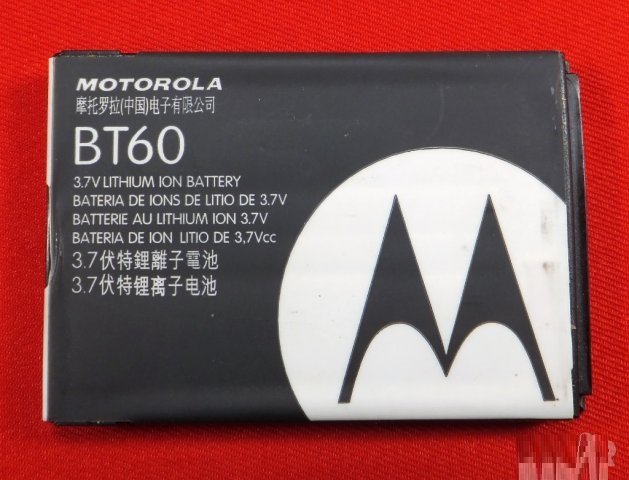 MOTOROLA
摩托罗拉(中国)电子有限公司
BT60
3.7V LITHIUM ION BATTERY
BATERIA DE IONS DE LITIO DE 3.7V
BATTERIE AU LITHIUM ION 3.7V
BATERIA DE ION LITIO DE 3,7Vcc
3.7伏特鋰離子電池
3.7伏特锂离子电池